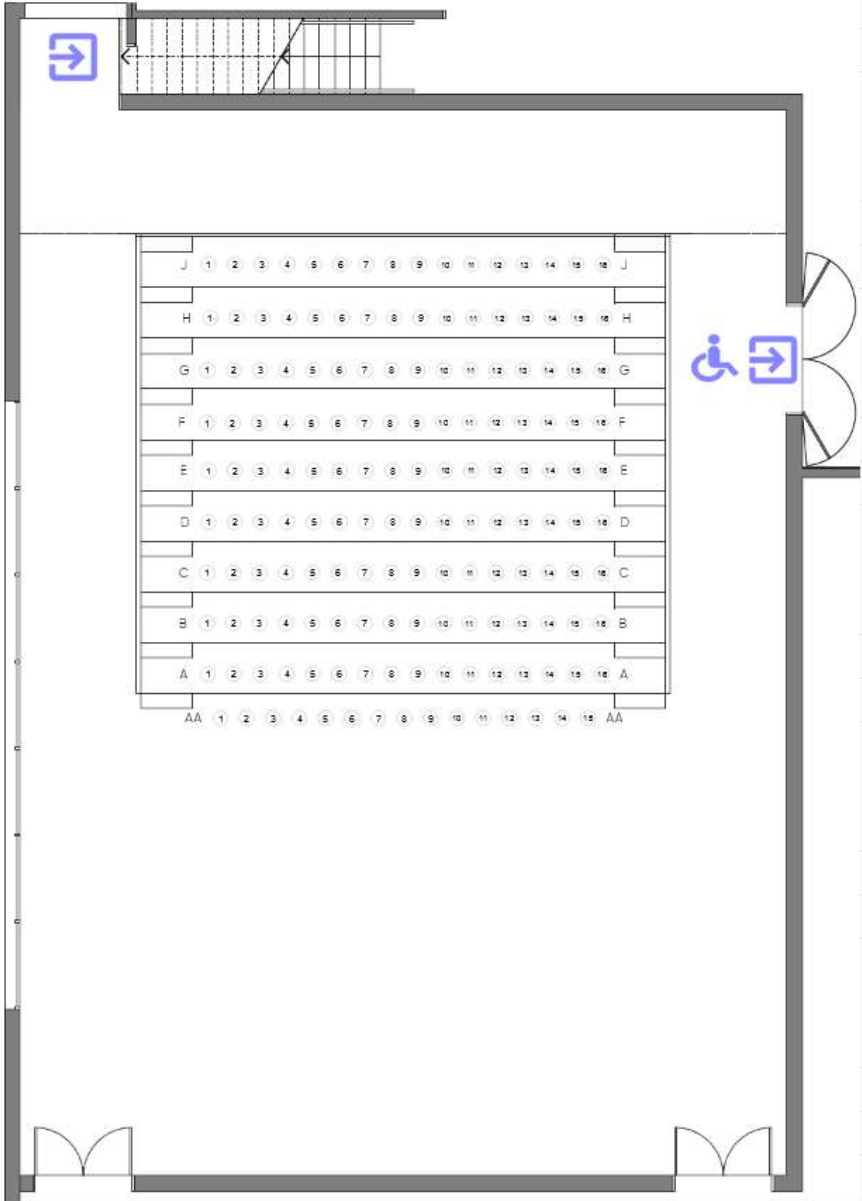 J 1 2 3 4 5 6 7 8 9 10 11 12 13 14 15 16 J
H 1 2 3 4 5 6 7 8 9 10 11 12 13 14 15 16 H
G 1 2 3 4 5 6 7 8 9 10 11 12 13 14 15 16 G
F 1 2 3 4 5 6 7 8 9 10 11 12 13 14 15 16 F
E 1 2 3 4 5 6 7 8 9 10 11 12 13 14 15 16 E
D 1 2 3 4 5 6 7 8 9 10 11 12 13 14 15 16 D
C 1 2 3 4 5 6 7 8 9 10 11 12 13 14 15 16 C
B 1 2 3 4 5 6 7 8 9 10 11 12 13 14 15 16 B
A 1 2 3 4 5 6 7 8 9 10 11 12 13 14 15 16 A
AA 1 2 3 4 5 6 7 8 9 10 11 12 13 14 15 AA